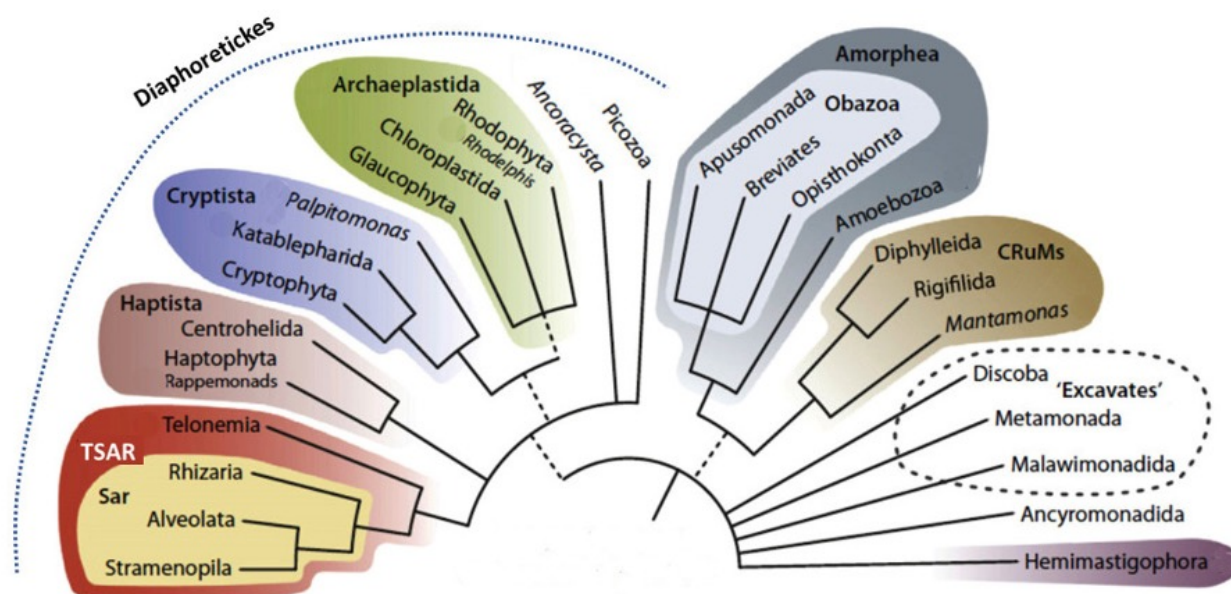 Diaphoretickes
Archaeplastida
Rhodophyta
Rhodelphis
Chloroplastida
Glaucophyta
Ancoracysta
Picozoa
Amorphea
Obazoa
Apusomonada
Breviates
Opisthokonta
Amoebozoa
Cryptista
Palpitomonas
Katablepharida
Cryptophyta
Diphylleida
CRuMs
Rigifilida
Mantamonas
Haptista
Centrohelida
Haptophyta
Rappemonads
Discoba
'Excavates'
Metamonada
Malawimonadida
TSAR
Telonemia
Sar
Rhizaria
Alveolata
Stramenopila
Ancyromonadida
Hemimastigophora